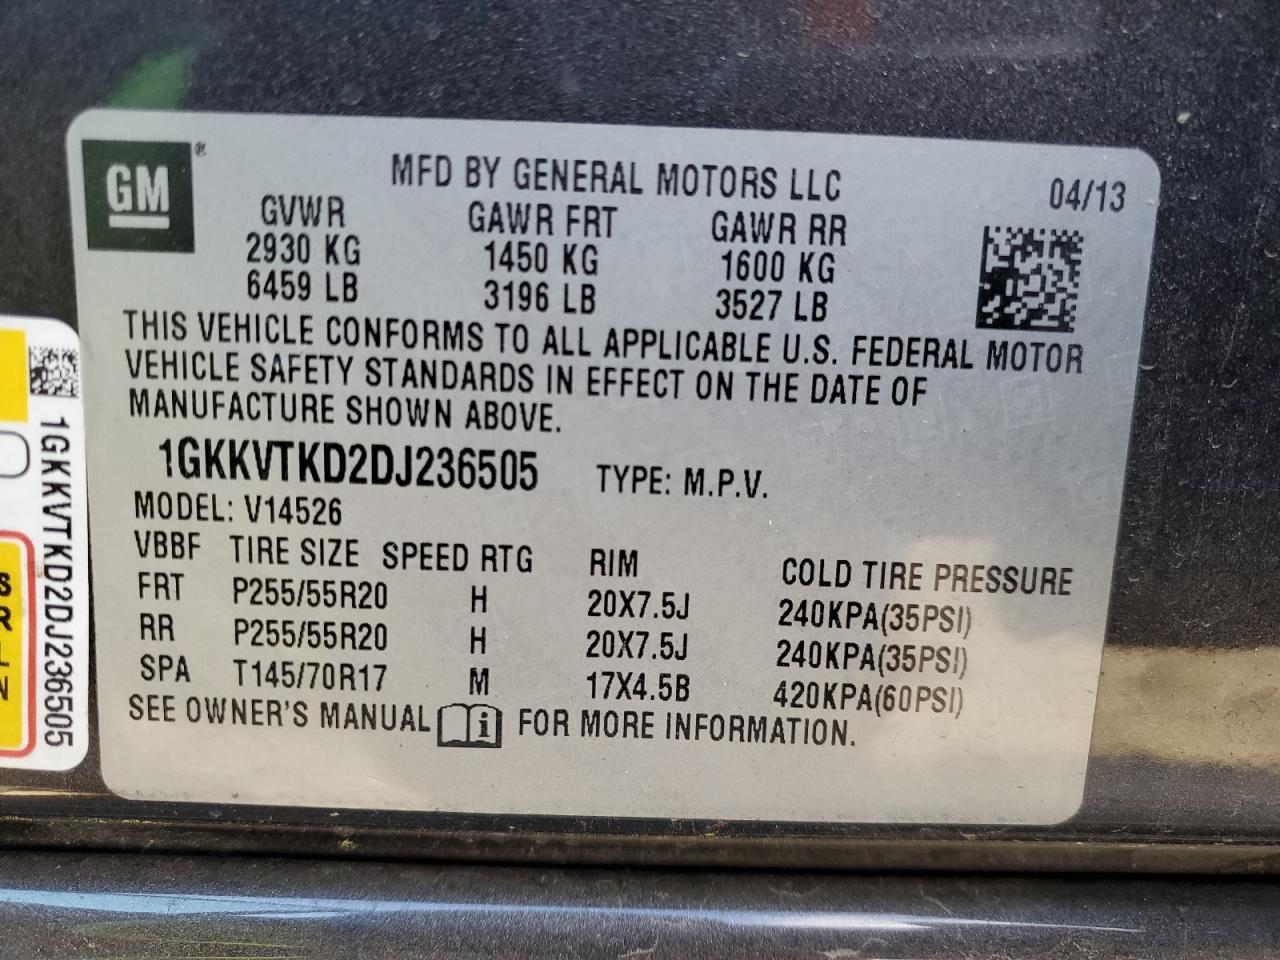 GM ®
MFD BY GENERAL MOTORS LLC 04/13
GVWR GAWR FRT GAWR RR
2930 KG 1450 KG 1600 KG
6459 LB 3196 LB 3527 LB
THIS VEHICLE CONFORMS TO ALL APPLICABLE U.S. FEDERAL MOTOR
VEHICLE SAFETY STANDARDS IN EFFECT ON THE DATE OF
MANUFACTURE SHOWN ABOVE.
1GKKVTKD2DJ236505 TYPE: M.P.V.
MODEL: V14526
VBBF TIRE SIZE SPEED RTG RIM COLD TIRE PRESSURE
FRT P255/55R20 H 20X7.5J 240KPA(35PSI)
RR P255/55R20 H 20X7.5J 240KPA(35PSI)
SPA T145/70R17 M 17X4.5B 420KPA(60PSI)
SEE OWNER'S MANUAL i FOR MORE INFORMATION.
1GKKVTKD2DJ236505
S
R
L
N